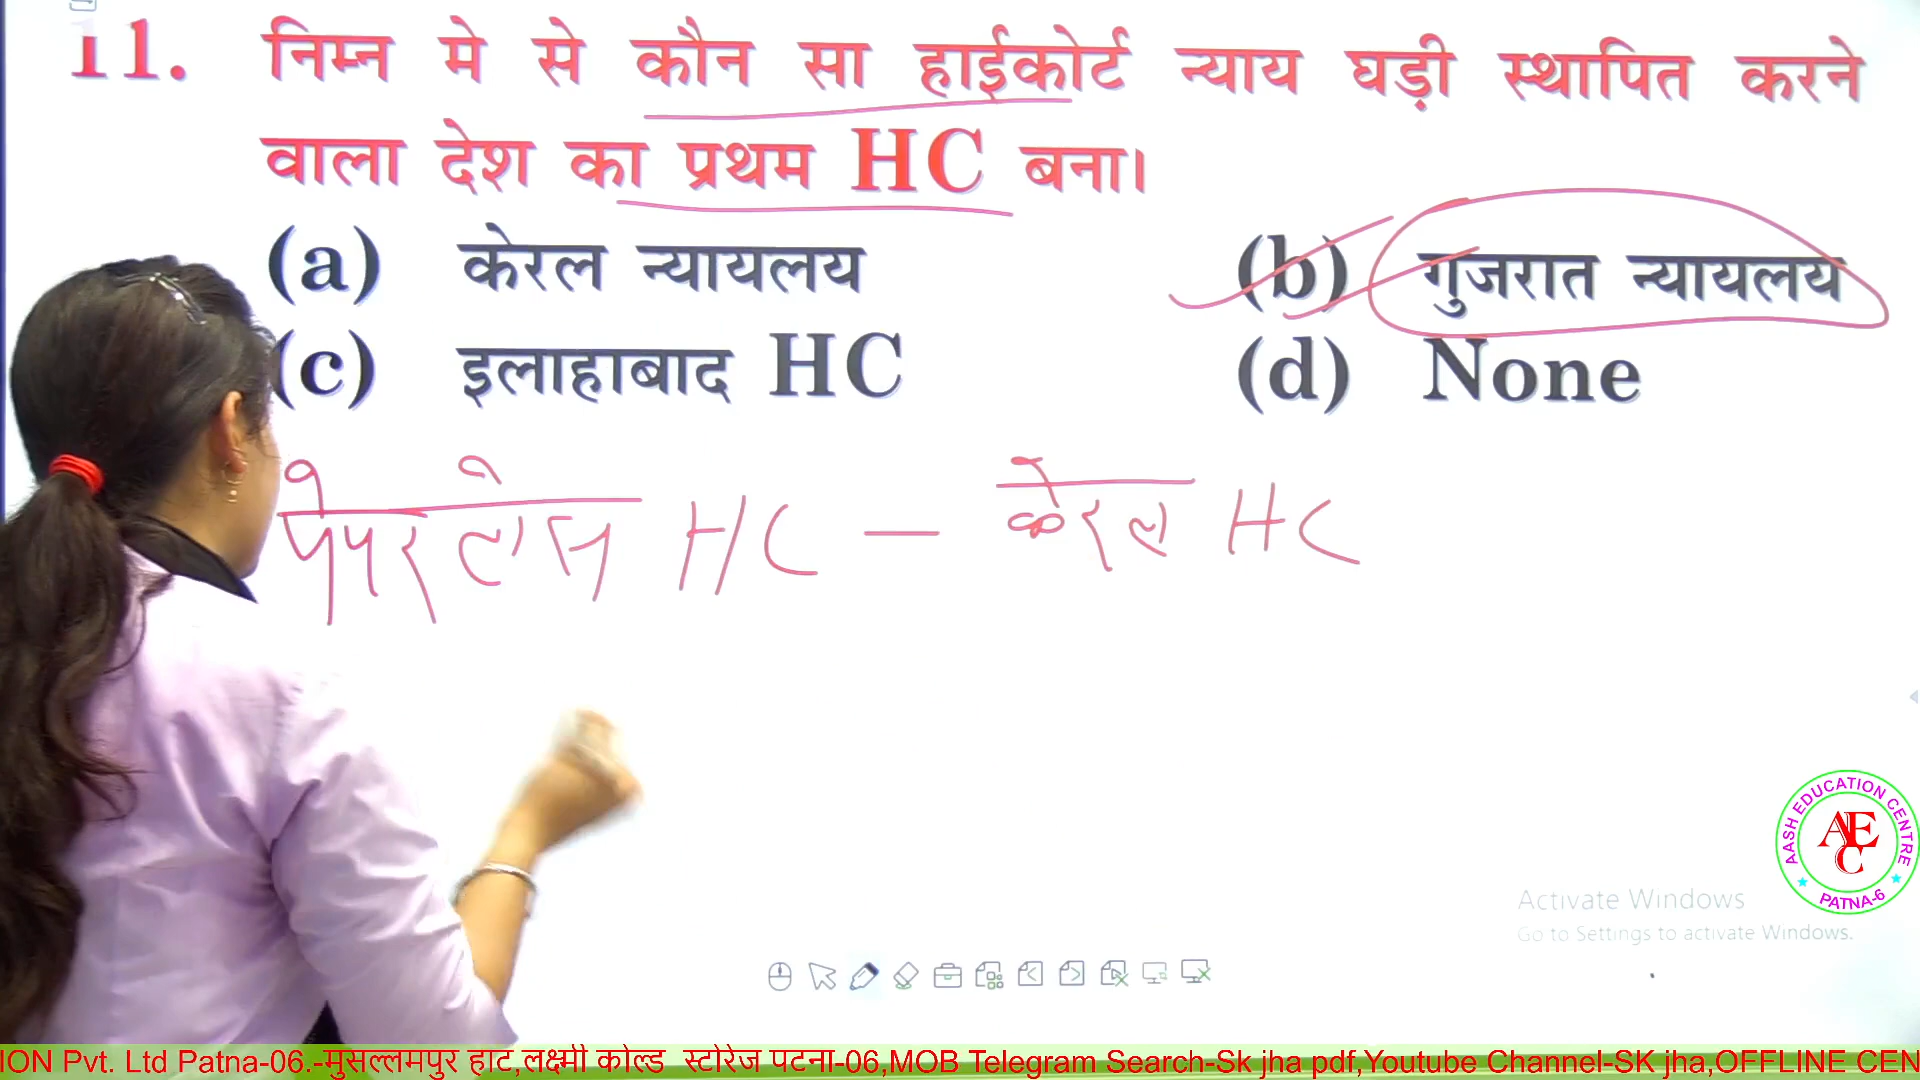 11. निम्न मे से कौन सा हाईकोर्ट न्याय घड़ी स्थापित करने
वाला देश का प्रथम HC बना।
(a) केरल न्यायलय
(b) गुजरात न्यायलय
(c) इलाहाबाद HC
(d) None
पेपर लेस HC — केरल HC
AASH EDUCATION CENTRE
AEC
PATNA-6
Activate Windows
Go to Settings to activate Windows.
ION Pvt. Ltd Patna-06.-मुसल्लमपुर हाट,लक्ष्मी कोल्ड स्टोरेज पटना-06,MOB Telegram Search-Sk jha pdf,Youtube Channel-SK jha,OFFLINE CEN